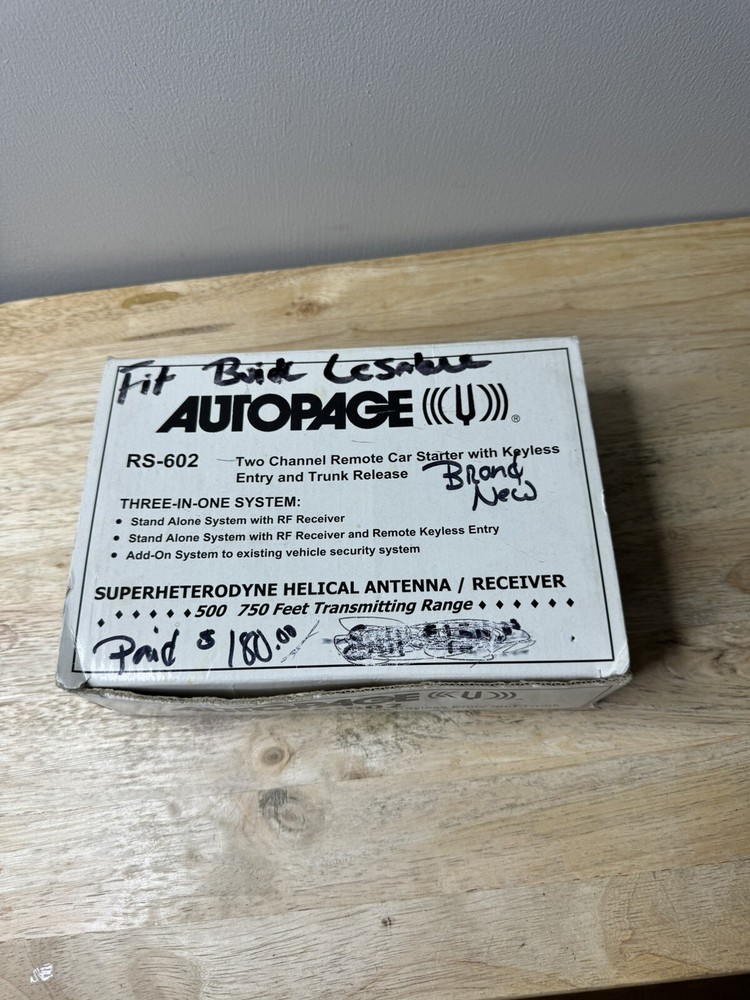 Fit Buick LeSabre
AUTOPAGE ®
RS-602 Two Channel Remote Car Starter with Keyless
Entry and Trunk Release
Brand
New
THREE-IN-ONE SYSTEM:
• Stand Alone System with RF Receiver
• Stand Alone System with RF Receiver and Remote Keyless Entry
• Add-On System to existing vehicle security system
SUPERHETERODYNE HELICAL ANTENNA / RECEIVER
500 750 Feet Transmitting Range
Paid $180.00
AUTOPAGE